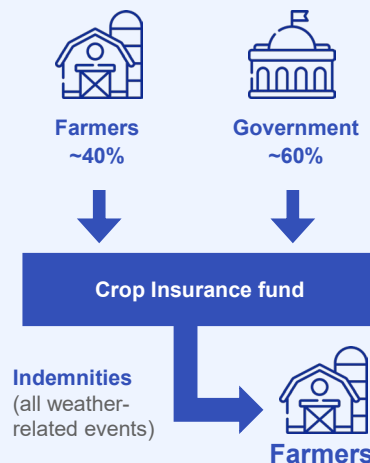 Farmers
~40%
Government
~60%
Crop Insurance fund
Indemnities
(all weather-
related events)
Farmers